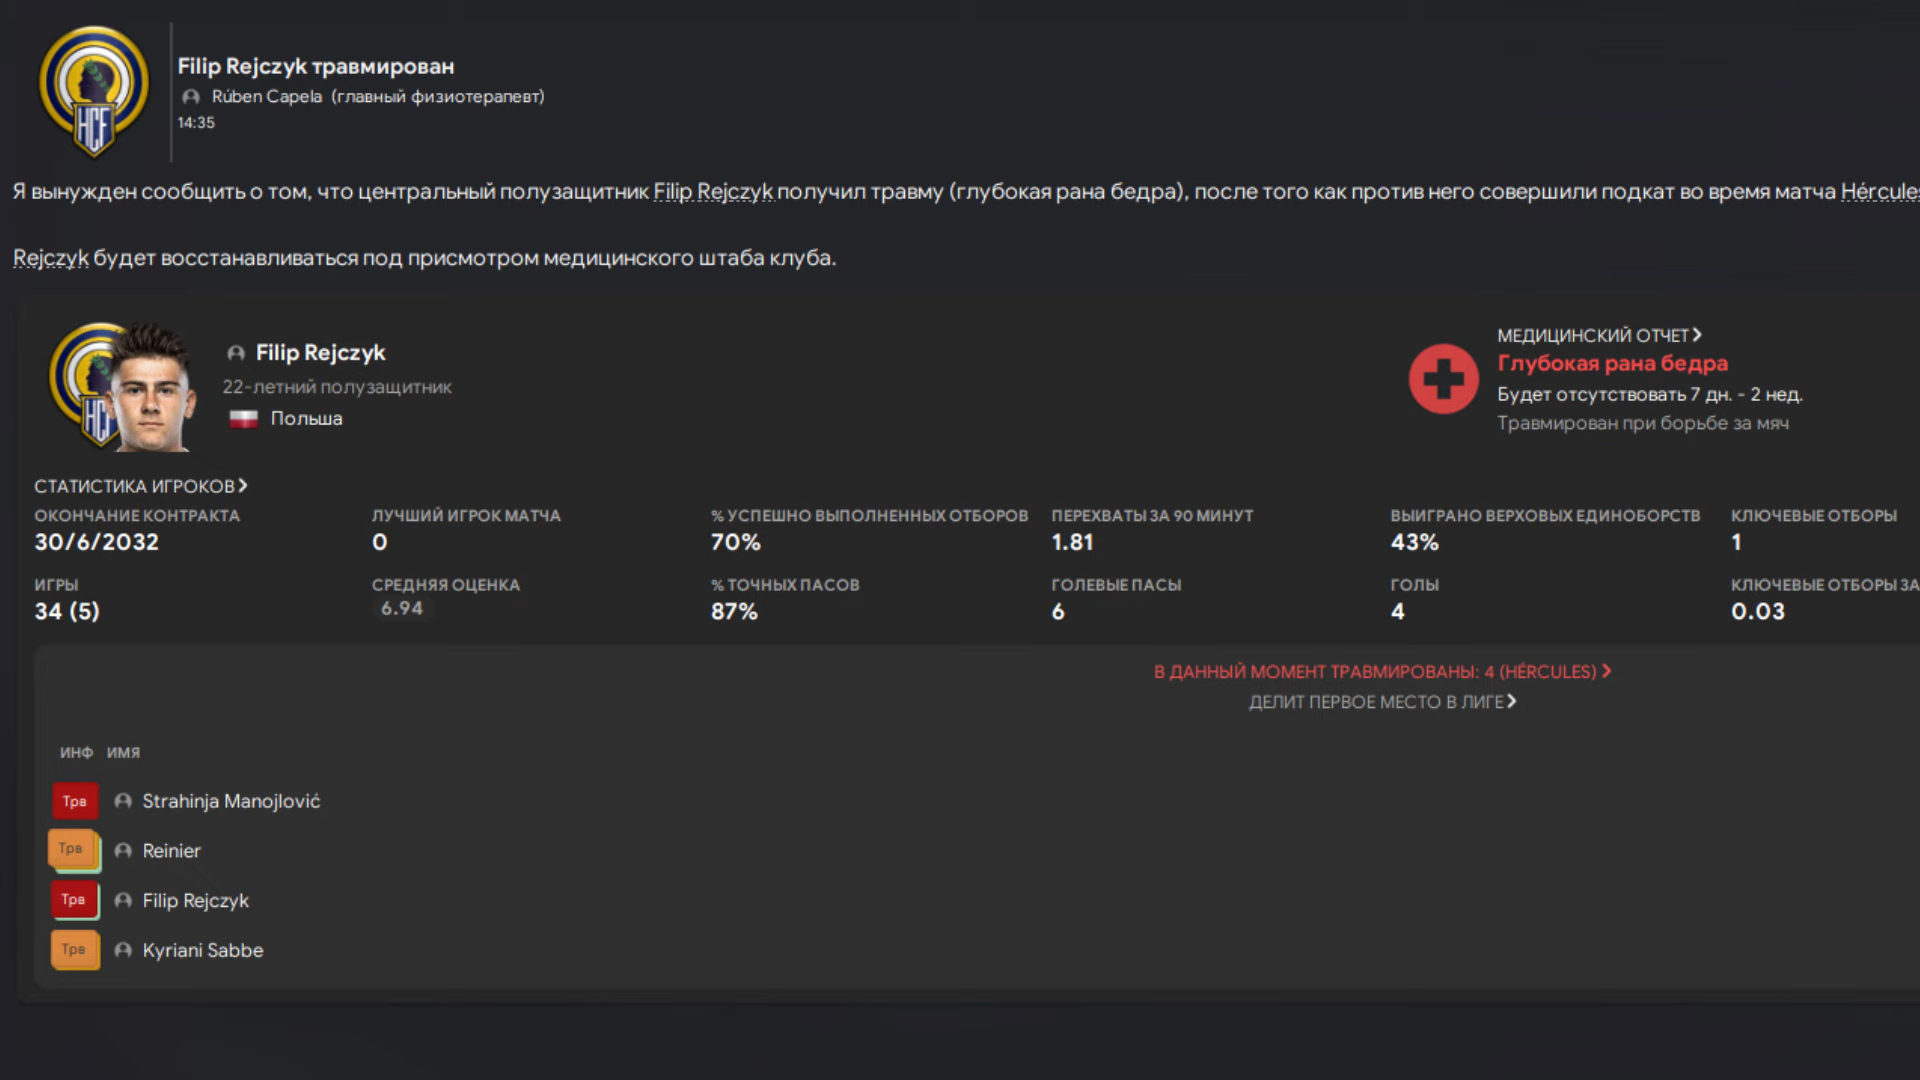 Filip Rejczyk травмирован
Rúben Capela (главный физиотерапевт)
14:35
HCF
Я вынужден сообщить о том, что центральный полузащитник Filip Rejczyk получил травму (глубокая рана бедра), после того как против него совершили подкат во время матча Hércules
Rejczyk будет восстанавливаться под присмотром медицинского штаба клуба.
Filip Rejczyk
22-летний полузащитник
Польша
МЕДИЦИНСКИЙ ОТЧЕТ
Глубокая рана бедра
Будет отсутствовать 7 дн. - 2 нед.
Травмирован при борьбе за мяч
СТАТИСТИКА ИГРОКОВ
ОКОНЧАНИЕ КОНТРАКТА ЛУЧШИЙ ИГРОК МАТЧА % УСПЕШНО ВЫПОЛНЕННЫХ ОТБОРОВ ПЕРЕХВАТЫ ЗА 90 МИНУТ ВЫИГРАНО ВЕРХОВЫХ ЕДИНОБОРСТВ КЛЮЧЕВЫЕ ОТБОРЫ
30/6/2032 0 70% 1.81 43% 1
ИГРЫ СРЕДНЯЯ ОЦЕНКА % ТОЧНЫХ ПАСОВ ГОЛЕВЫЕ ПАСЫ ГОЛЫ КЛЮЧЕВЫЕ ОТБОРЫ ЗА
34 (5) 6.94 87% 6 4 0.03
В ДАННЫЙ МОМЕНТ ТРАВМИРОВАНЫ: 4 (HÉRCULES)
ДЕЛИТ ПЕРВОЕ МЕСТО В ЛИГЕ
ИНФ ИМЯ
Трв Strahinja Manojlović
Трв Reinier
Трв Filip Rejczyk
Трв Kyriani Sabbe